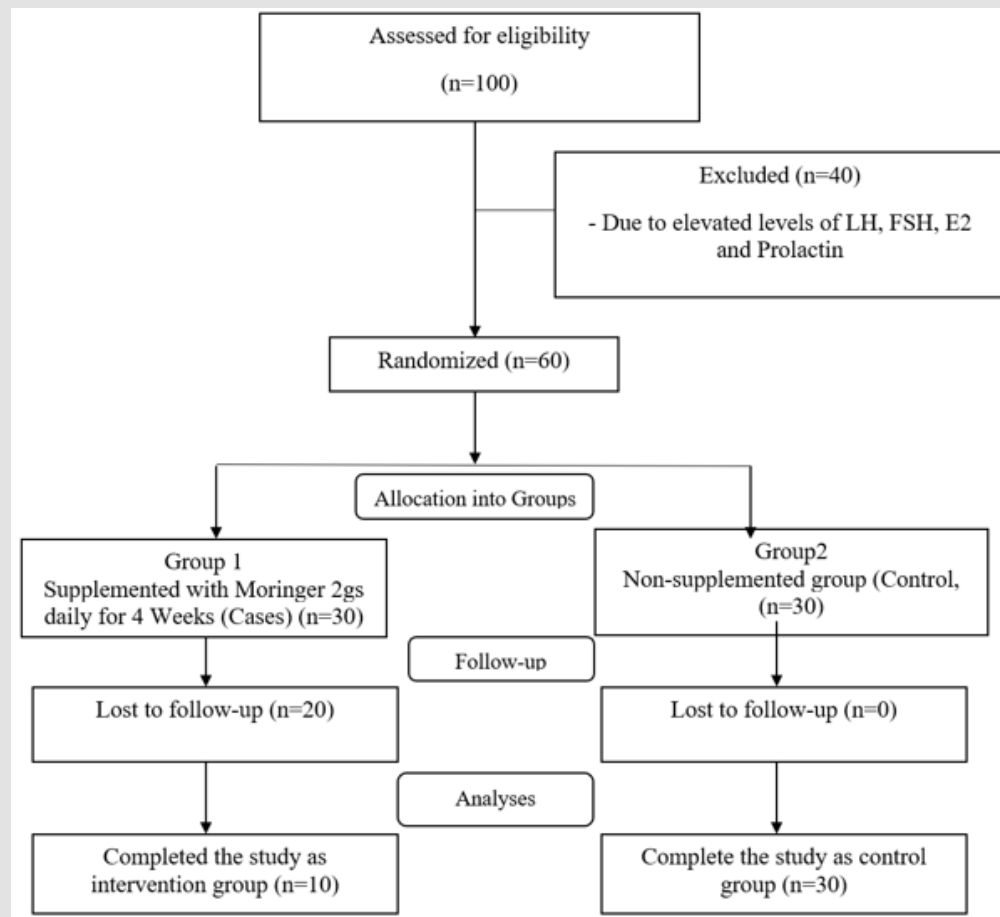 Assessed for eligibility
(n=100)
Excluded (n=40)
- Due to elevated levels of LH, FSH, E2
and Prolactin
Randomized (n=60)
Allocation into Groups
Group 1
Supplemented with Moringer 2gs
daily for 4 Weeks (Cases) (n=30)
Group2
Non-supplemented group (Control,
(n=30)
Follow-up
Lost to follow-up (n=20)
Lost to follow-up (n=0)
Analyses
Completed the study as
intervention group (n=10)
Complete the study as control
group (n=30)